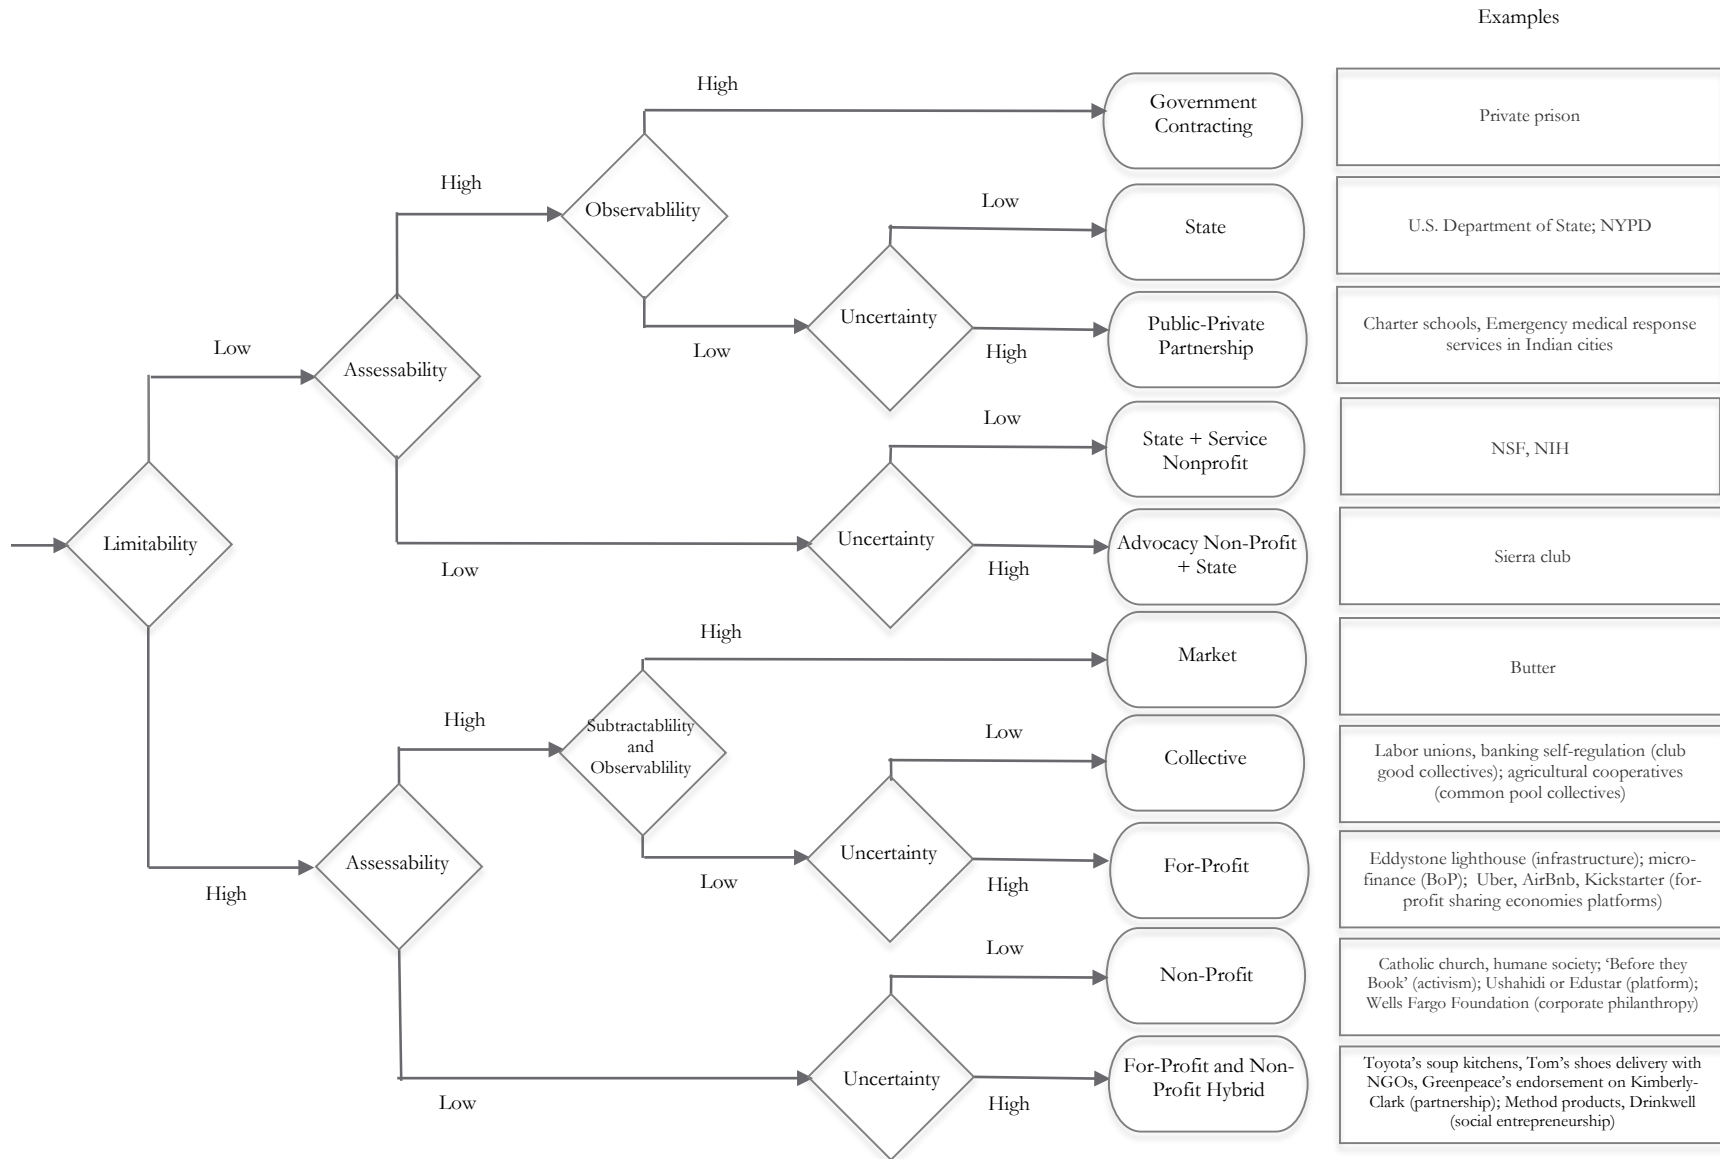 Examples
High
Government
Contracting
Private prison
High
Observablility
Low
State
U.S. Department of State; NYPD
Uncertainty
Public-Private
Partnership
Charter schools, Emergency medical response
services in Indian cities
Low
Low
High
Assessability
Low
State + Service
Nonprofit
NSF, NIH
Limitability
Uncertainty
Advocacy Non-Profit
+ State
Sierra club
Low
High
High
Market
Butter
High
Subtractablility
and
Observablility
Low
Collective
Labor unions, banking self-regulation (club
good collectives); agricultural cooperatives
(common pool collectives)
Assessability
Uncertainty
For-Profit
Eddystone lighthouse (infrastructure); micro-
finance (BoP);  Uber, AirBnb, Kickstarter (for-
profit sharing economies platforms)
High
Low
High
Low
Non-Profit
Catholic church, humane society; ‘Before they
Book’ (activism); Ushahidi or Edustar (platform);
Wells Fargo Foundation (corporate philanthropy)
Uncertainty
For-Profit and Non-
Profit Hybrid
Toyota’s soup kitchens, Tom’s shoes delivery with
NGOs, Greenpeace’s endorsement on Kimberly-
Clark (partnership); Method products, Drinkwell
(social entrepreneurship)
Low
High